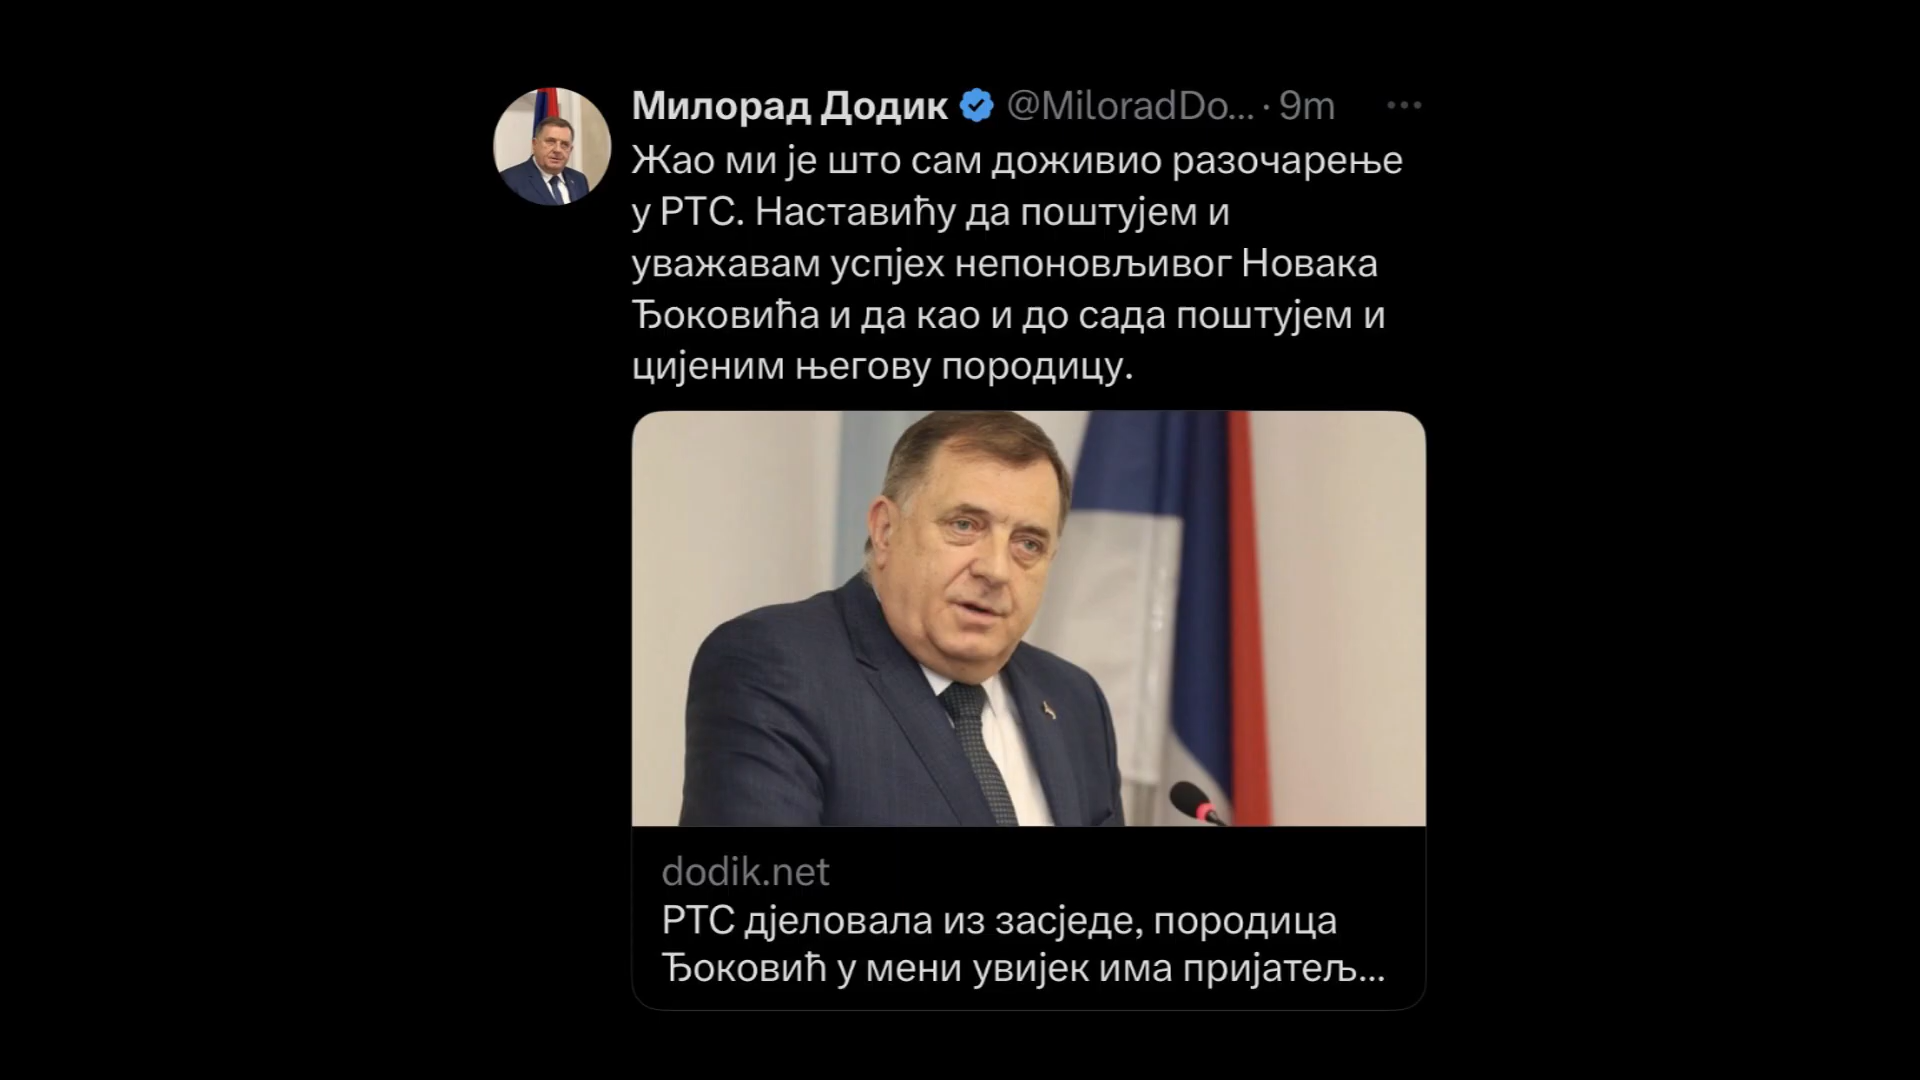 Милорад Додик @MiloradDo... · 9m
Жао ми је што сам доживио разочарење
у РТС. Наставићу да поштујем и
уважавам успјех непоновљивог Новака
Ђоковића и да као и до сада поштујем и
цијеним његову породицу.
dodik.net
РТС дјеловала из засједе, породица
Ђоковић у мени увијек има пријатељ...